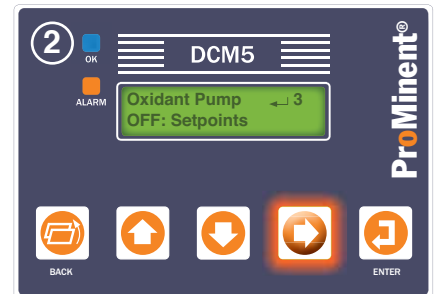 2
OK
DCM5
ALARM
Oxidant Pump ↵ 3
OFF: Setpoints
ProMinent®
BACK
ENTER